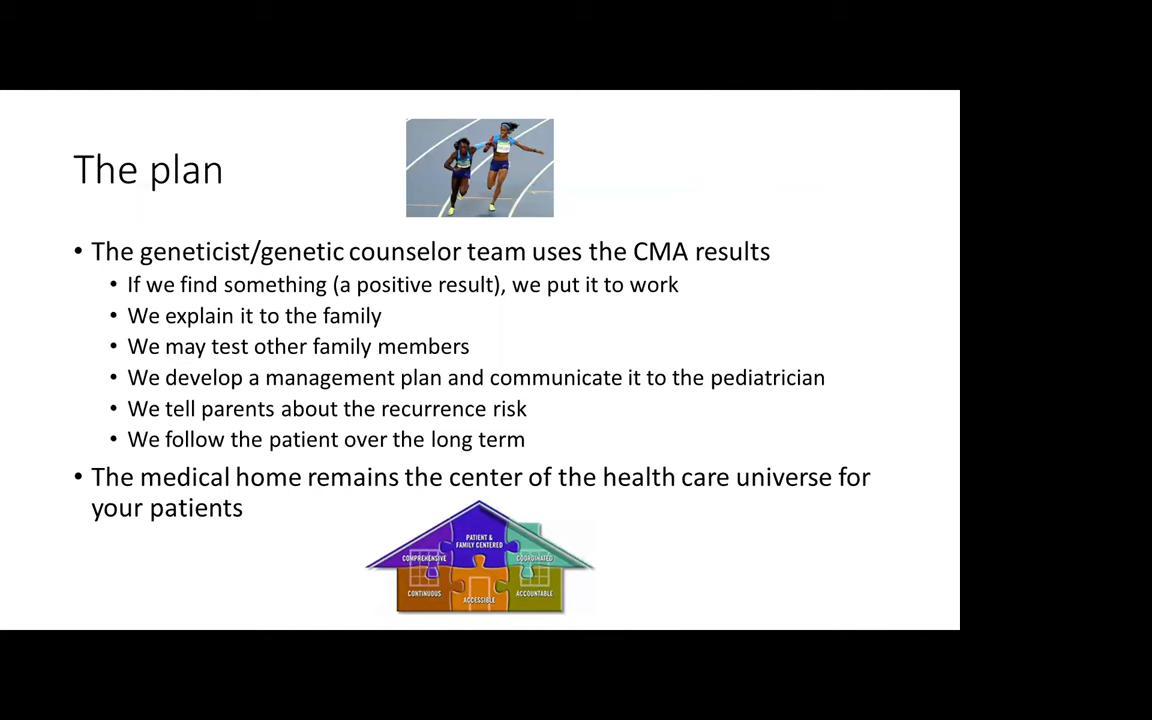 The plan
• The geneticist/genetic counselor team uses the CMA results
• If we find something (a positive result), we put it to work
• We explain it to the family
• We may test other family members
• We develop a management plan and communicate it to the pediatrician
• We tell parents about the recurrence risk
• We follow the patient over the long term
• The medical home remains the center of the health care universe for
your patients
PATIENT &
FAMILY CENTERED
COMPREHENSIVE
COORDINATED
CONTINUOUS
ACCESSIBLE
ACCOUNTABLE